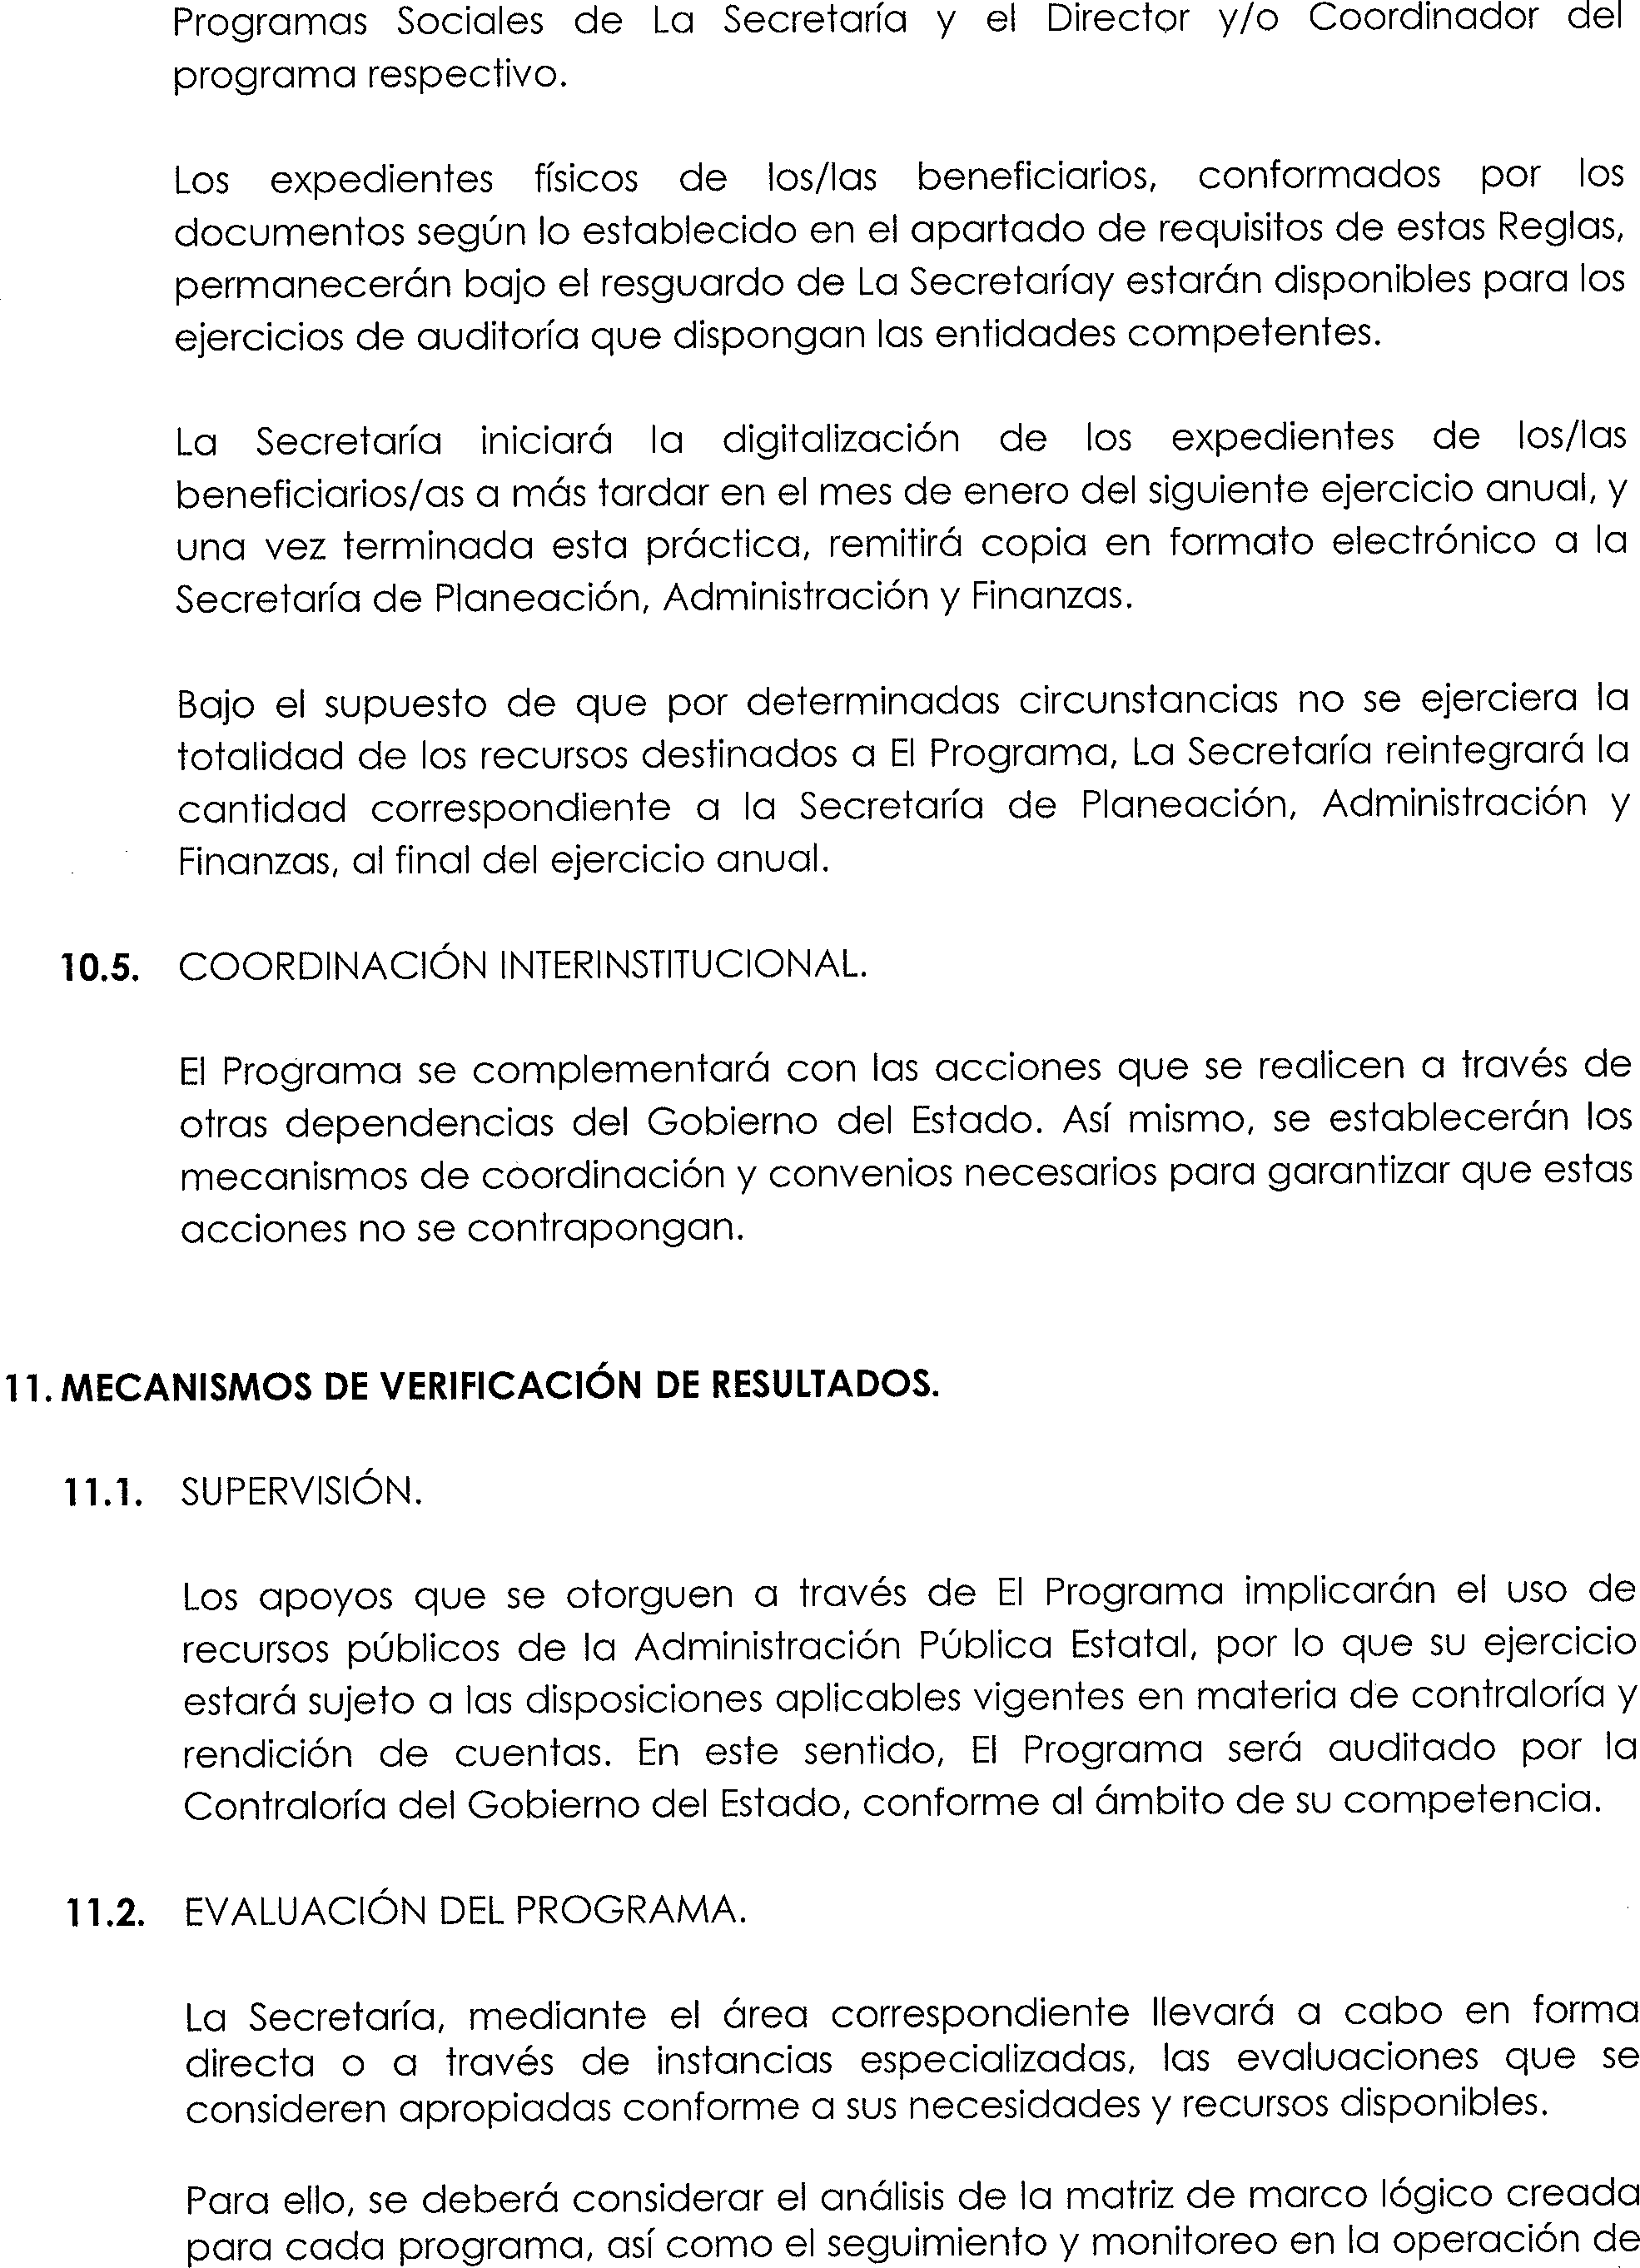 Programas Sociales de La Secretaría y el Director y/o Coordinador del
programa respectivo.
Los expedientes físicos de los/las beneficiarios, conformados por los
documentos según lo establecido en el apartado de requisitos de estas Reglas,
permanecerán bajo el resguardo de La Secretaríay estarán disponibles para los
ejercicios de auditoría que dispongan las entidades competentes.
La Secretaría iniciará la digitalización de los expedientes de los/las
beneficiarios/as a más tardar en el mes de enero del siguiente ejercicio anual, y
una vez terminada esta práctica, remitirá copia en formato electrónico a la
Secretaría de Planeación, Administración y Finanzas.
Bajo el supuesto de que por determinadas circunstancias no se ejerciera la
totalidad de los recursos destinados a El Programa, La Secretaría reintegrará la
cantidad correspondiente a la Secretaría de Planeación, Administración y
Finanzas, al final del ejercicio anual.
10.5. COORDINACIÓN INTERINSTITUCIONAL.
El Programa se complementará con las acciones que se realicen a través de
otras dependencias del Gobierno del Estado. Así mismo, se establecerán los
mecanismos de coordinación y convenios necesarios para garantizar que estas
acciones no se contrapongan.
11. MECANISMOS DE VERIFICACIÓN DE RESULTADOS.
11.1. SUPERVISIÓN.
Los apoyos que se otorguen a través de El Programa implicarán el uso de
recursos públicos de la Administración Pública Estatal, por lo que su ejercicio
estará sujeto a las disposiciones aplicables vigentes en materia de contraloría y
rendición de cuentas. En este sentido, El Programa será auditado por la
Contraloría del Gobierno del Estado, conforme al ámbito de su competencia.
11.2. EVALUACIÓN DEL PROGRAMA.
La Secretaría, mediante el área correspondiente llevará a cabo en forma
directa o a través de instancias especializadas, las evaluaciones que se
consideren apropiadas conforme a sus necesidades y recursos disponibles.
Para ello, se deberá considerar el análisis de la matriz de marco lógico creada
para cada programa, así como el seguimiento y monitoreo en la operación de